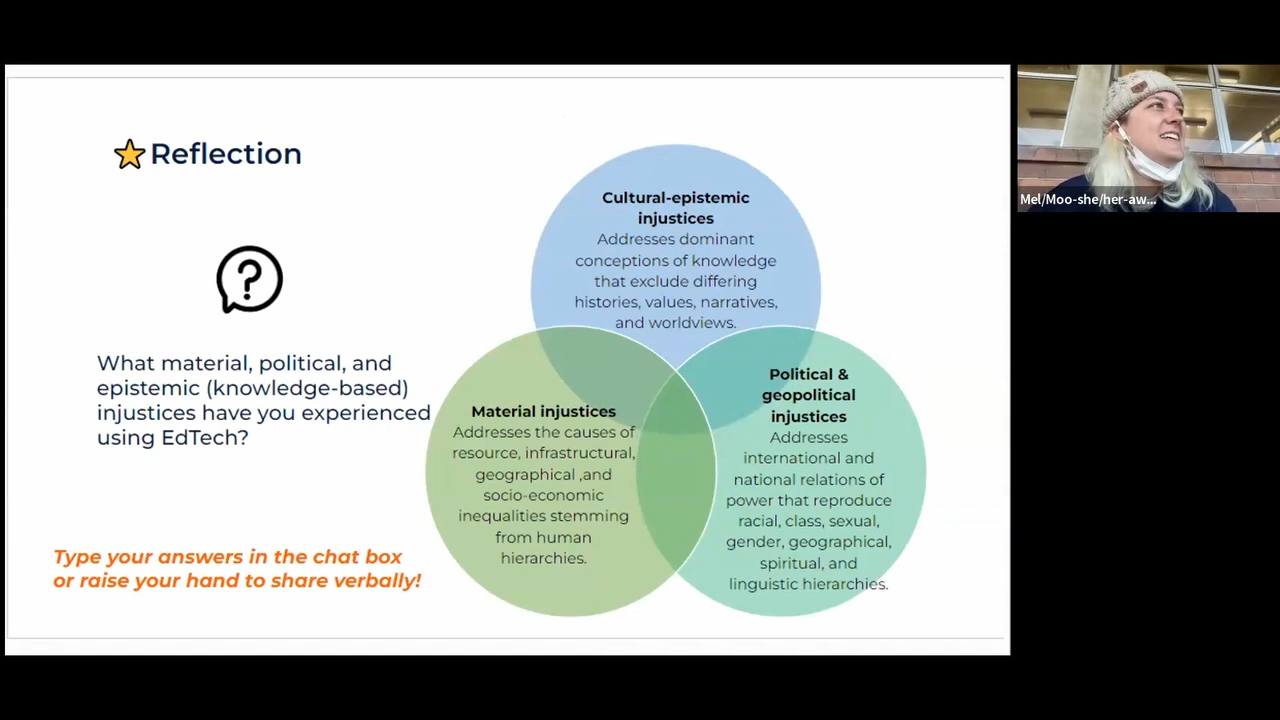 Reflection
What material, political, and
epistemic (knowledge-based)
injustices have you experienced
using EdTech?
Type your answers in the chat box
or raise your hand to share verbally!
Cultural-epistemic
injustices
Addresses dominant
conceptions of knowledge
that exclude differing
histories, values, narratives,
and worldviews.
Material injustices
Addresses the causes of
resource, infrastructural,
geographical ,and
socio-economic
inequalities stemming
from human
hierarchies.
Political &
geopolitical
injustices
Addresses
international and
national relations of
power that reproduce
racial, class, sexual,
gender, geographical,
spiritual, and
linguistic hierarchies.
Mel/Moo-she/her-aw...